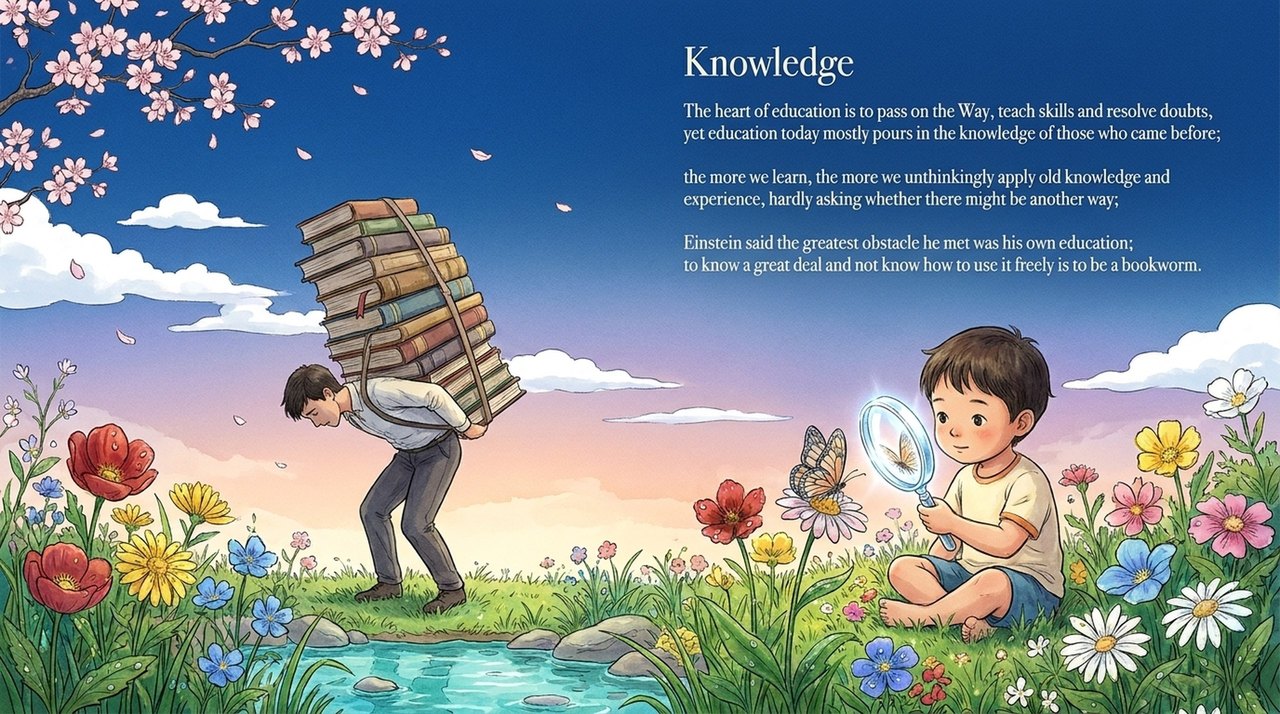 Knowledge
The heart of education is to pass on the Way, teach skills and resolve doubts,
yet education today mostly pours in the knowledge of those who came before;
the more we learn, the more we unthinkingly apply old knowledge and
experience, hardly asking whether there might be another way;
Einstein said the greatest obstacle he met was his own education;
to know a great deal and not know how to use it freely is to be a bookworm.